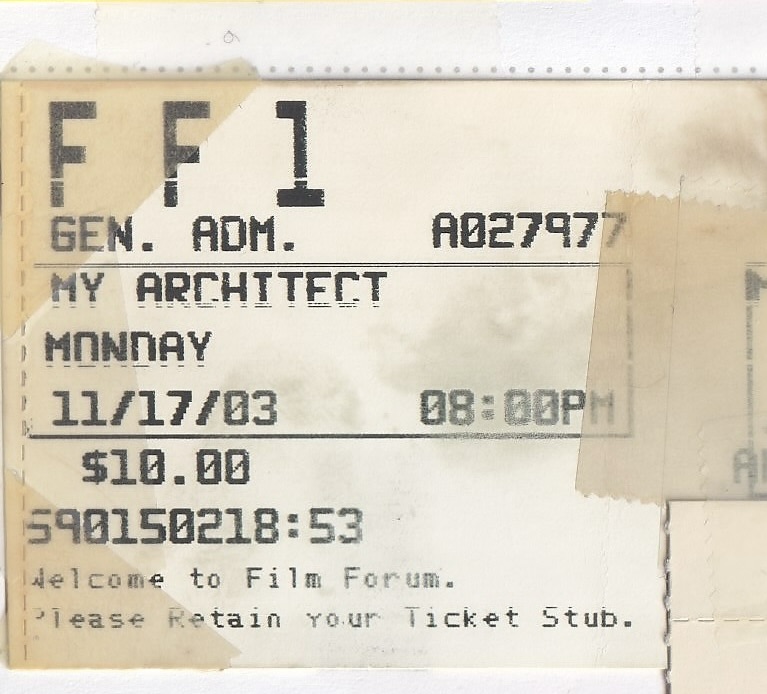 FF1
GEN. ADM. A027977
MY ARCHITECT
MONDAY
11/17/03 08:00PM
$10.00
S90150218:53
Welcome to Film Forum.
Please Retain Your Ticket Stub.